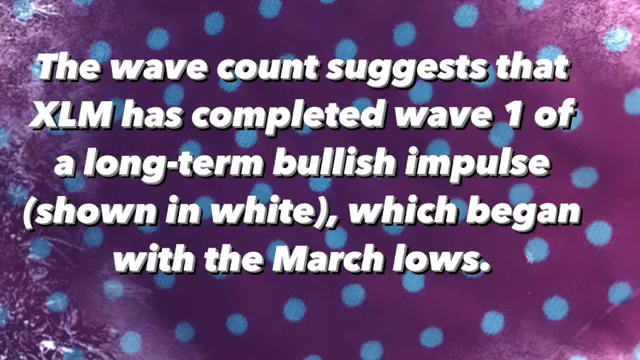 The wave count suggests that
XLM has completed wave 1 of
a long-term bullish impulse
(shown in white), which began
with the March lows.